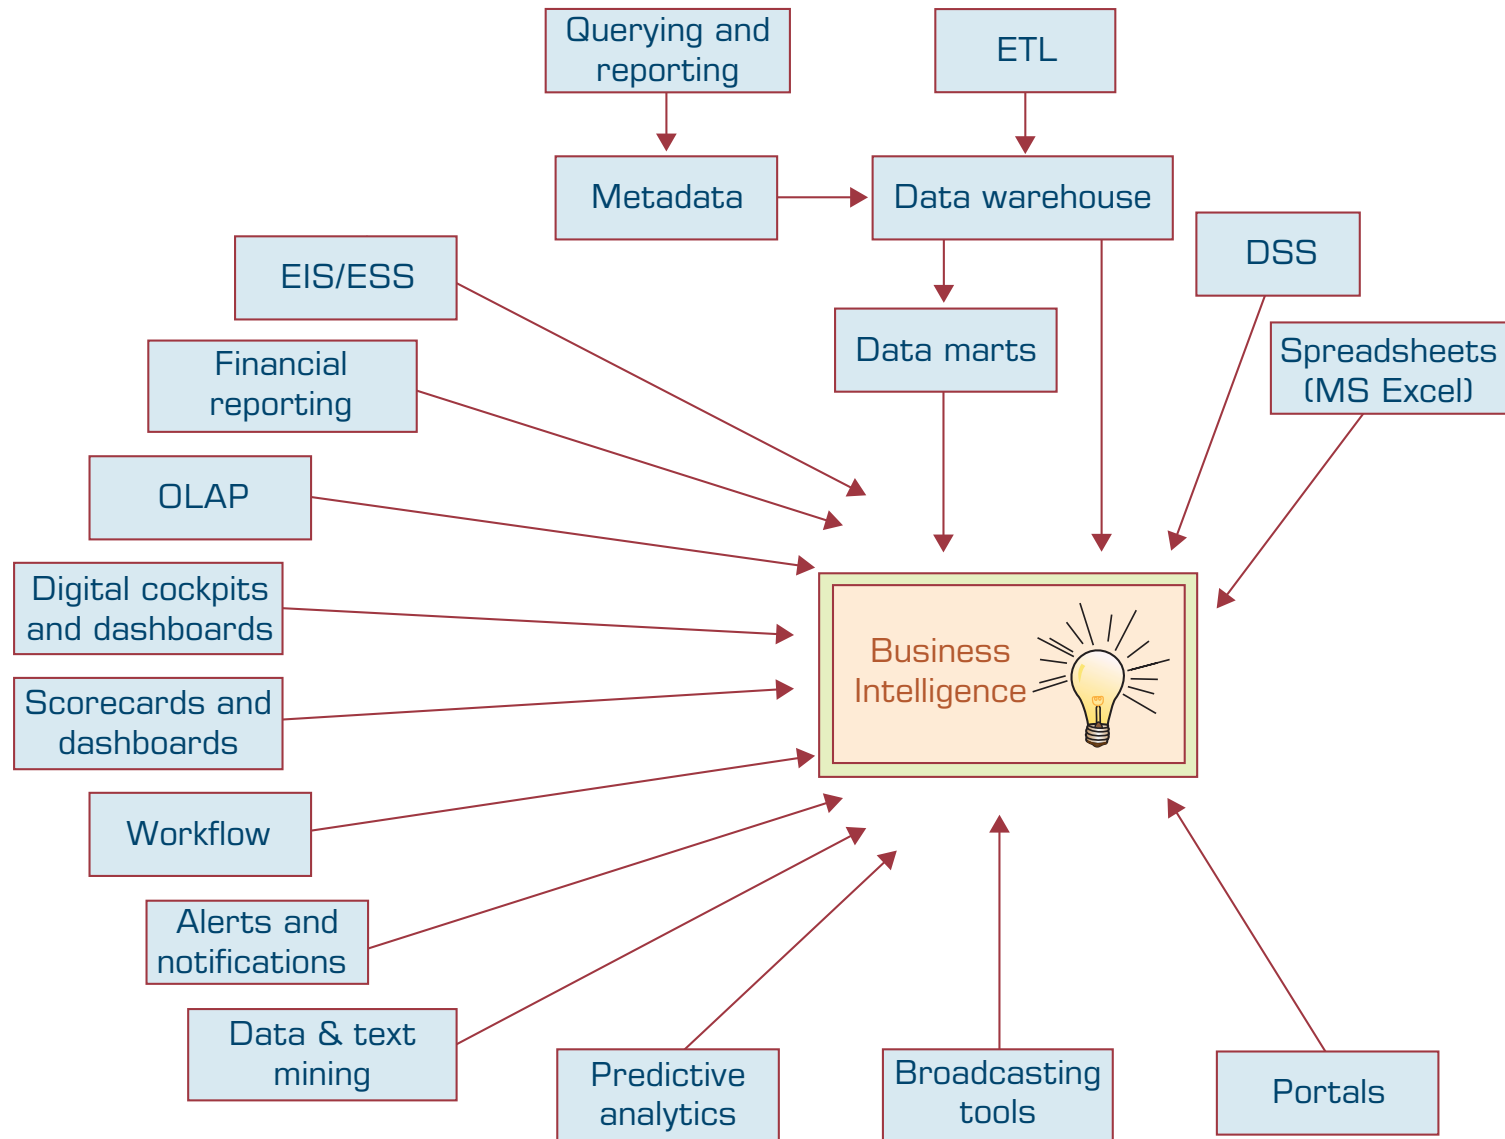 Querying and
reporting
ETL
Metadata
Data warehouse
DSS
EIS/ESS
Data marts
Spreadsheets
(MS Excel)
Financial
reporting
OLAP
Digital cockpits
and dashboards
Business
Intelligence
Scorecards and
dashboards
Workflow
Alerts and
notifications
Data & text
mining
Predictive
analytics
Broadcasting
tools
Portals